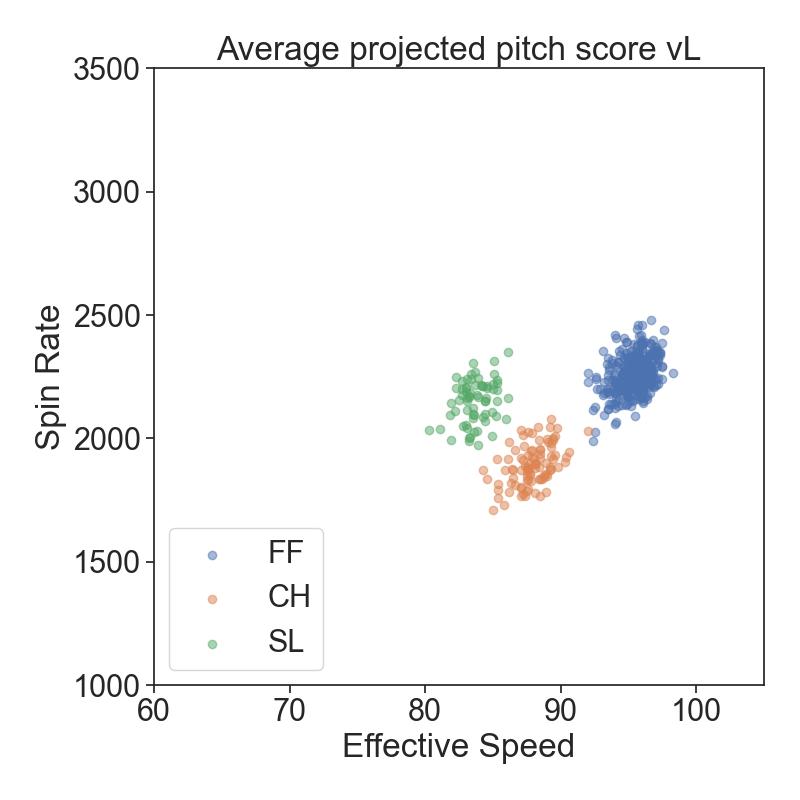 Average projected pitch score vL
3500
3000
2500
2000
1500
1000
Spin Rate
FF
CH
SL
60 70 80 90 100
Effective Speed